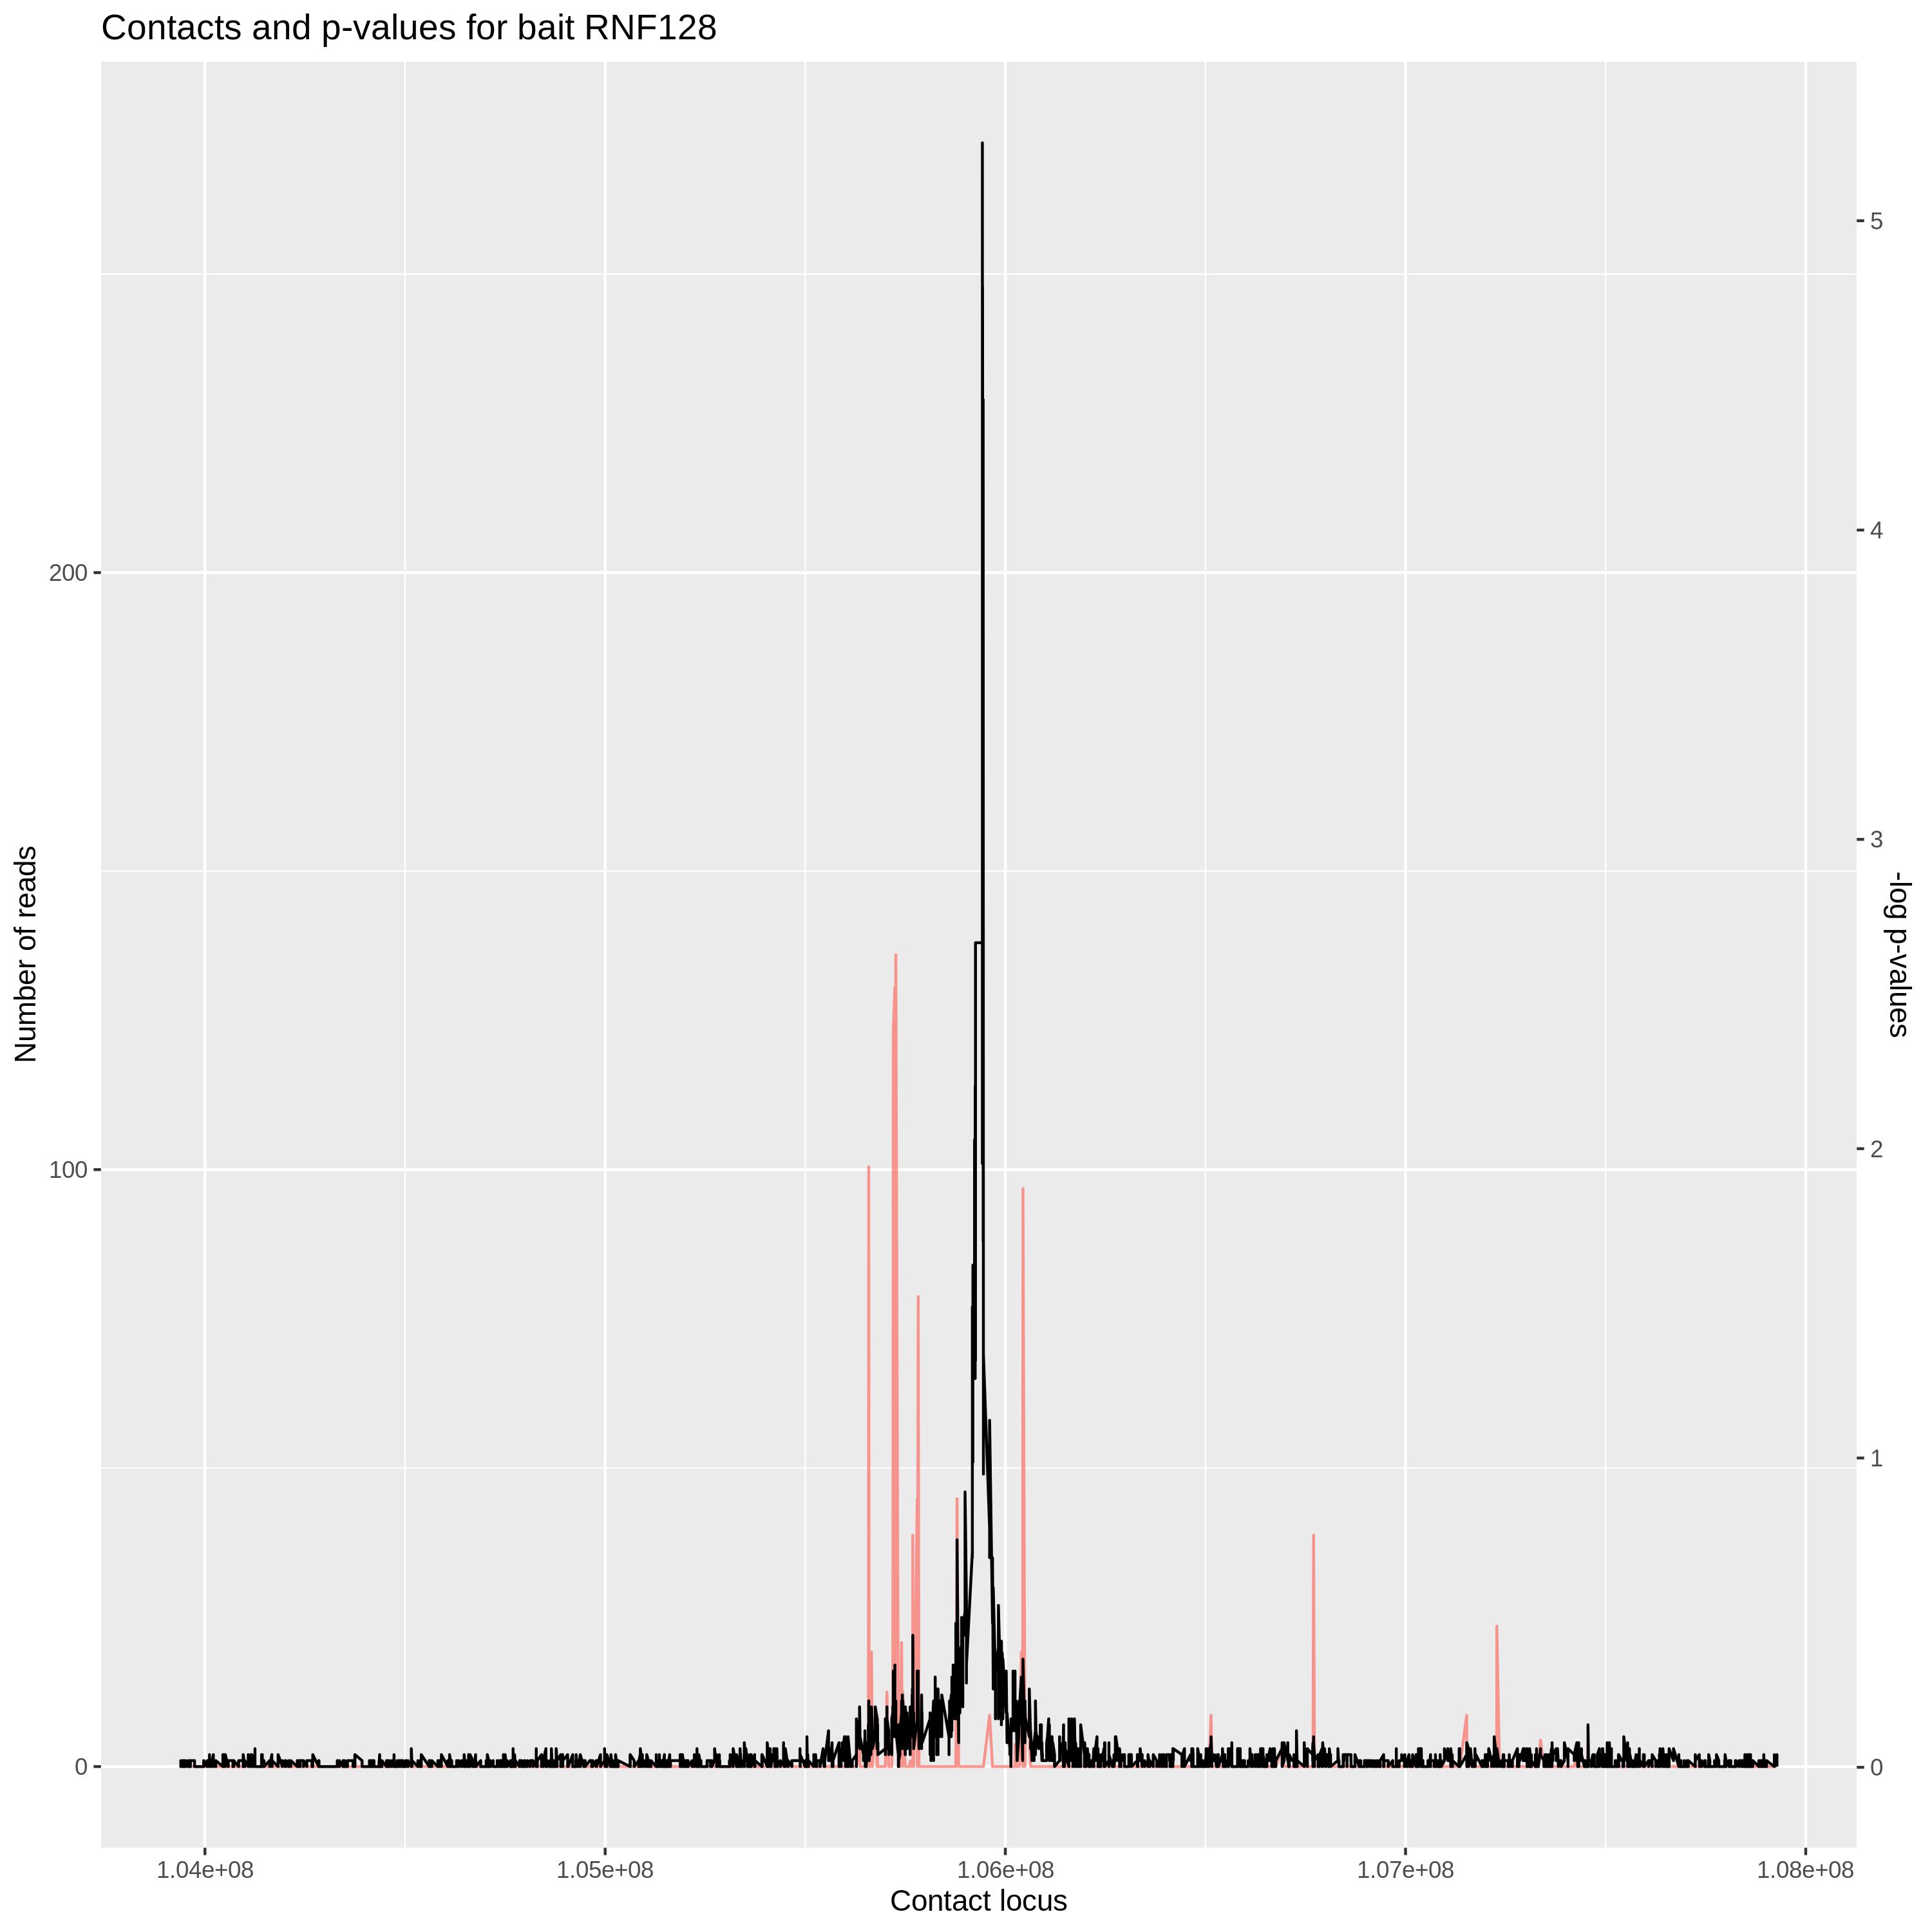 Contacts and p-values for bait RNF128
Number of reads
200
100
0
5
4
3
2
1
0
-log p-values
1.04e+08
1.05e+08
1.06e+08
1.07e+08
1.08e+08
Contact locus